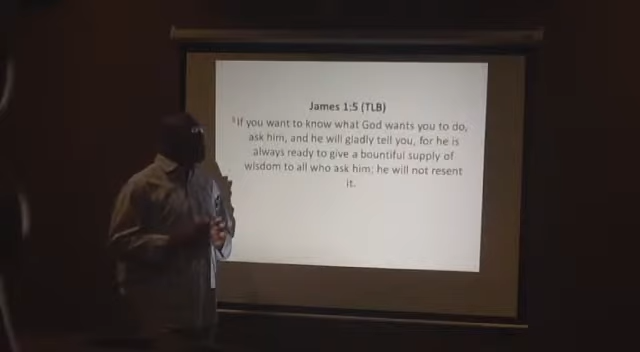 James 1:5 (TLB)
5If you want to know what God wants you to do,
ask him, and he will gladly tell you, for he is
always ready to give a bountiful supply of
wisdom to all who ask him; he will not resent
it.